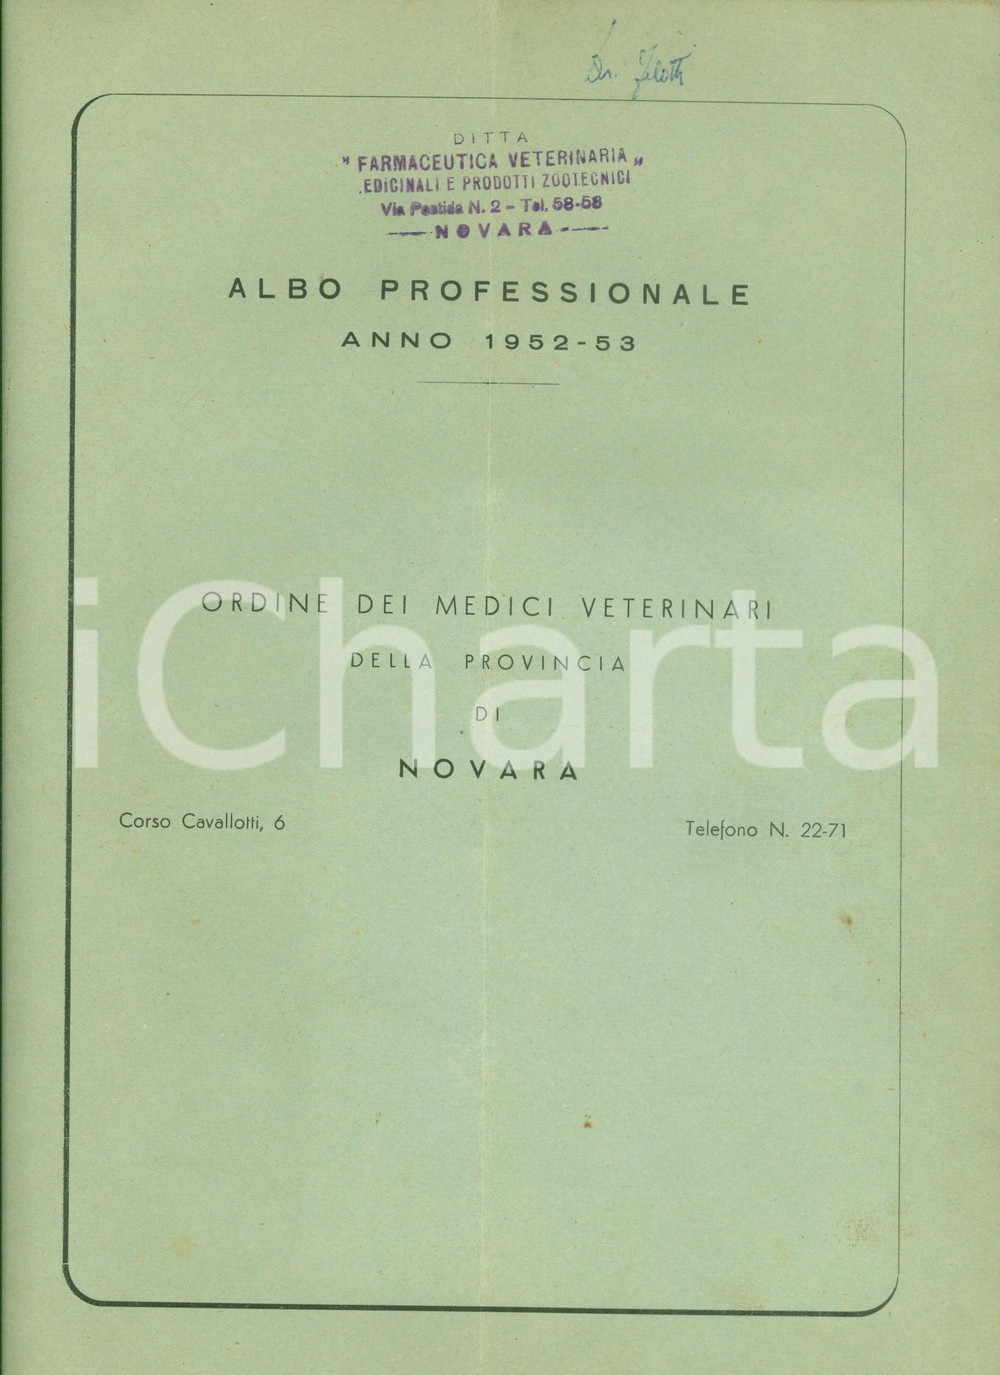 Dr.
DITTA
" FARMACEUTICA VETERINARIA "
EDICINALI E PRODOTTI ZOOTECNICI
Via N. 2 - Tel. 58-58
NOVARA
ALBO PROFESSIONALE
ANNO 1952-53
ORDINE DEI MEDICI VETERINARI
DELLA PROVINCIA
DI
NOVARA
Corso Cavallotti, 6
Telefono N. 22-71
iCharta